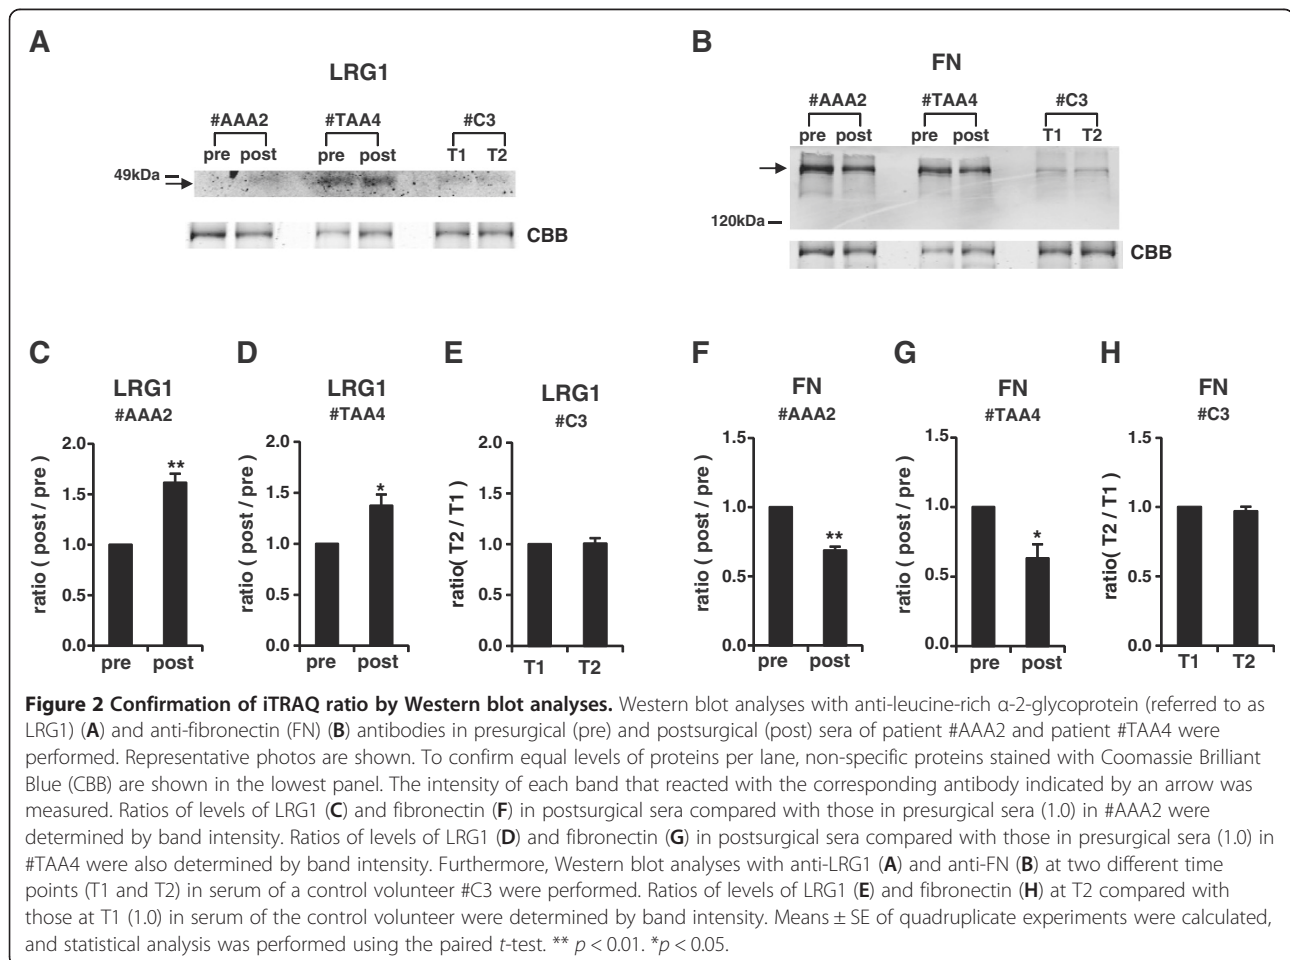 A
LRG1
#AAA2 #TAA4 #C3
pre post pre post T1 T2
49kDa
CBB
B
FN
#AAA2 #TAA4 #C3
pre post pre post T1 T2
120kDa
CBB
C
LRG1
#AAA2
ratio ( post / pre )
2.0
1.5
1.0
0.5
0.0
**
pre post
D
LRG1
#TAA4
ratio ( post / pre )
2.0
1.5
1.0
0.5
0.0
*
pre post
E
LRG1
#C3
ratio( T2 / T1 )
2.0
1.5
1.0
0.5
0.0
T1 T2
F
FN
#AAA2
ratio ( post / pre )
1.5
1.0
0.5
0.0
**
pre post
G
FN
#TAA4
ratio ( post / pre )
1.5
1.0
0.5
0.0
*
pre post
H
FN
#C3
ratio( T2 / T1 )
1.5
1.0
0.5
0.0
T1 T2
Figure 2 Confirmation of iTRAQ ratio by Western blot analyses. Western blot analyses with anti-leucine-rich α-2-glycoprotein (referred to as
LRG1) (A) and anti-fibronectin (FN) (B) antibodies in presurgical (pre) and postsurgical (post) sera of patient #AAA2 and patient #TAA4 were
performed. Representative photos are shown. To confirm equal levels of proteins per lane, non-specific proteins stained with Coomassie Brilliant
Blue (CBB) are shown in the lowest panel. The intensity of each band that reacted with the corresponding antibody indicated by an arrow was
measured. Ratios of levels of LRG1 (C) and fibronectin (F) in postsurgical sera compared with those in presurgical sera (1.0) in #AAA2 were
determined by band intensity. Ratios of levels of LRG1 (D) and fibronectin (G) in postsurgical sera compared with those in presurgical sera (1.0) in
#TAA4 were also determined by band intensity. Furthermore, Western blot analyses with anti-LRG1 (A) and anti-FN (B) at two different time
points (T1 and T2) in serum of a control volunteer #C3 were performed. Ratios of levels of LRG1 (E) and fibronectin (H) at T2 compared with
those at T1 (1.0) in serum of the control volunteer were determined by band intensity. Means ± SE of quadruplicate experiments were calculated,
and statistical analysis was performed using the paired t-test. ** p < 0.01. *p < 0.05.